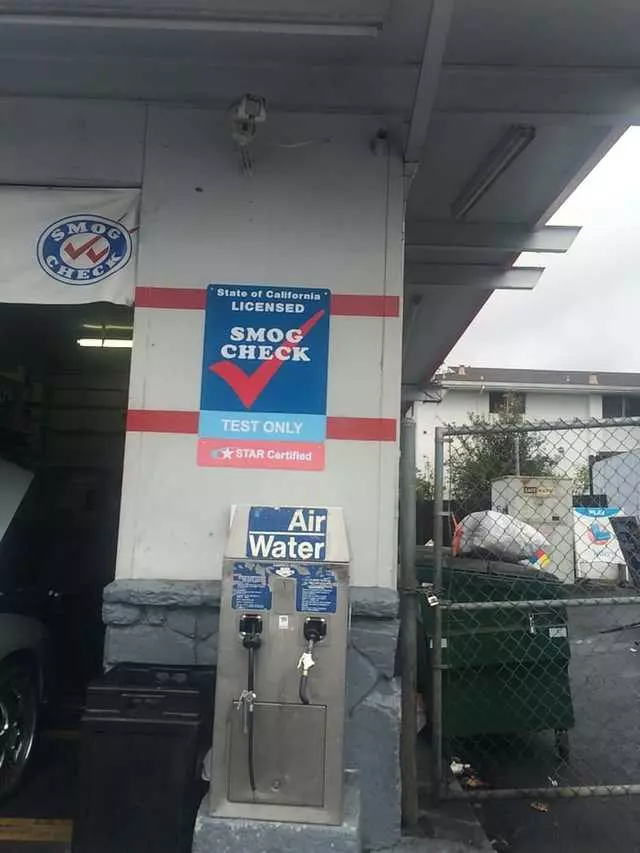 SMOG
CHECK
State of California
LICENSED
SMOG
CHECK
TEST ONLY
STAR Certified
Air
Water